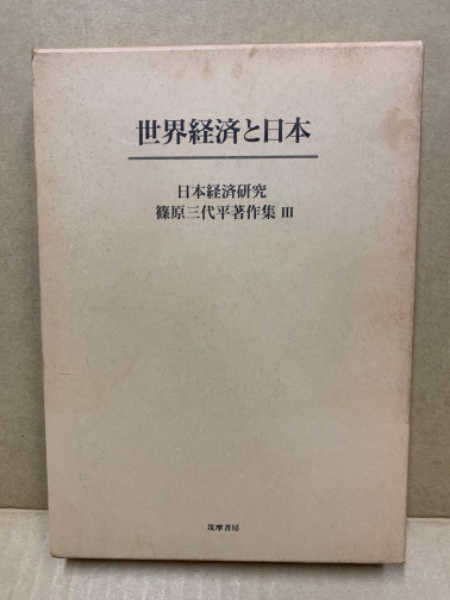 世界経済と日本
日本経済研究
篠原三代平著作集 III
筑摩書房